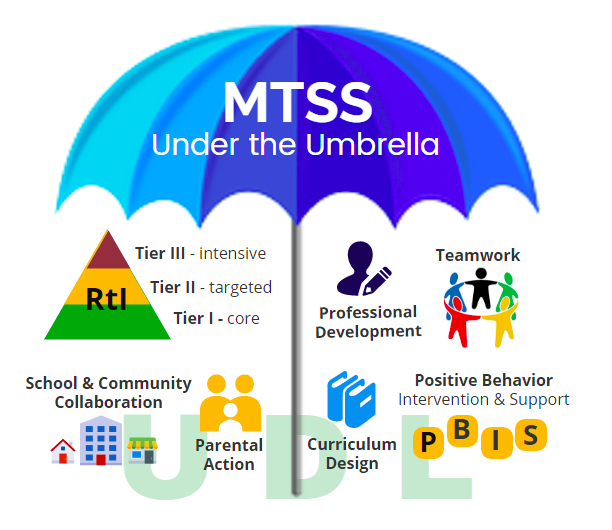 MTSS
Under the Umbrella
RtI
Tier III - intensive
Tier II - targeted
Tier I - core
Professional
Development
Teamwork
School & Community
Collaboration
Parental
Action
Curriculum
Design
Positive Behavior
Intervention & Support
P B I S
U D L